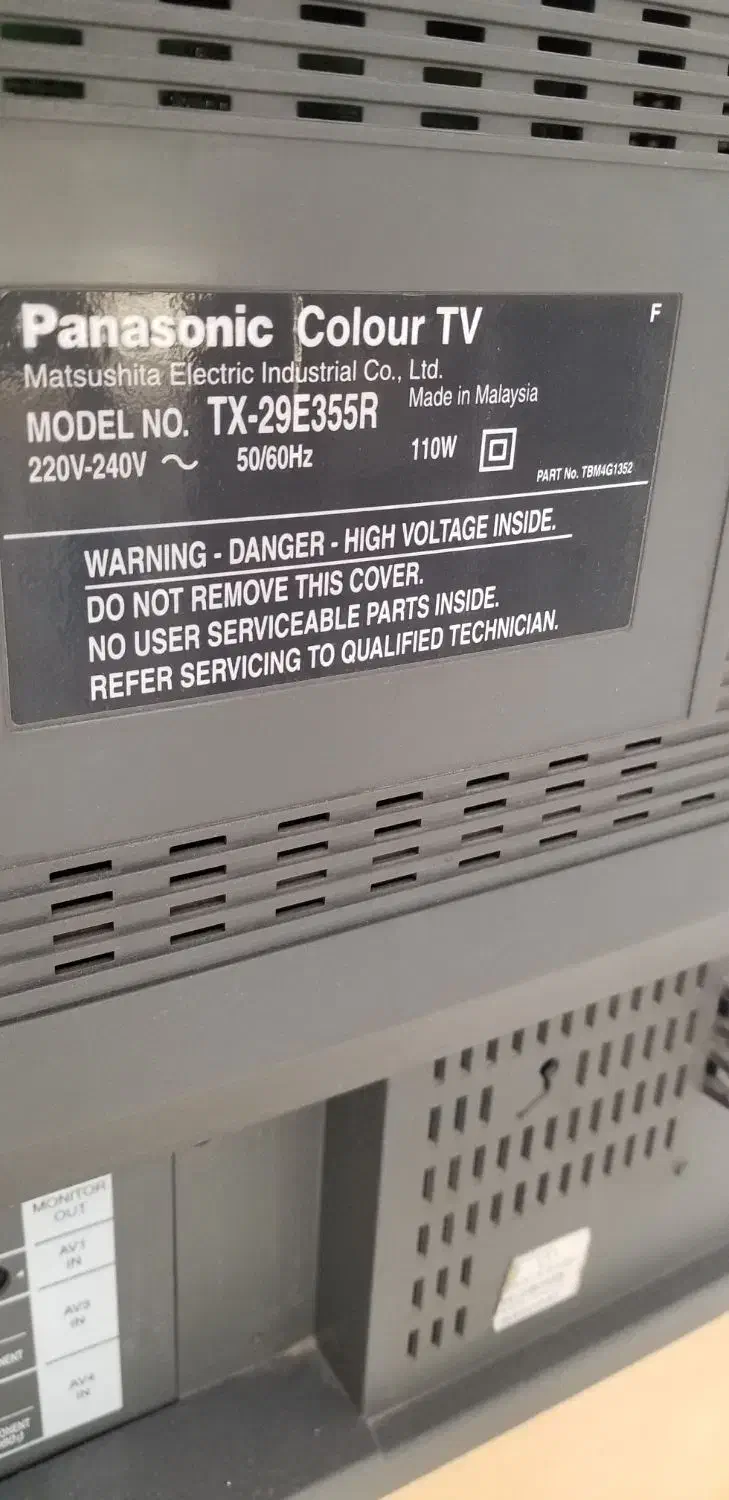 Panasonic Colour TV
F
Matsushita Electric Industrial Co., Ltd.
MODEL NO. TX-29E355R Made in Malaysia
220V-240V 50/60Hz 110W
PART No. TBM4G1352
WARNING - DANGER - HIGH VOLTAGE INSIDE.
DO NOT REMOVE THIS COVER.
NO USER SERVICEABLE PARTS INSIDE.
REFER SERVICING TO QUALIFIED TECHNICIAN.
MONITOR
OUT
AV1
IN
AV3
IN
AV4
IN